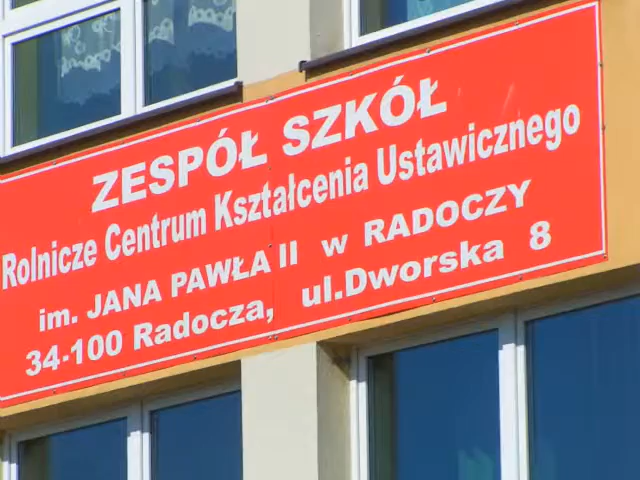 ZESPÓŁ SZKÓŁ
Rolnicze Centrum Kształcenia Ustawicznego
im. JANA PAWŁA II w RADOCZY
34-100 Radocza, ul.Dworska 8